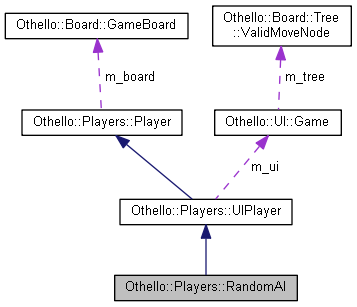 Othello::Board::GameBoard
Othello::Board::Tree
::ValidMoveNode
m_board
m_tree
Othello::Players::Player
Othello::UI::Game
m_ui
Othello::Players::UIPlayer
Othello::Players::RandomAI